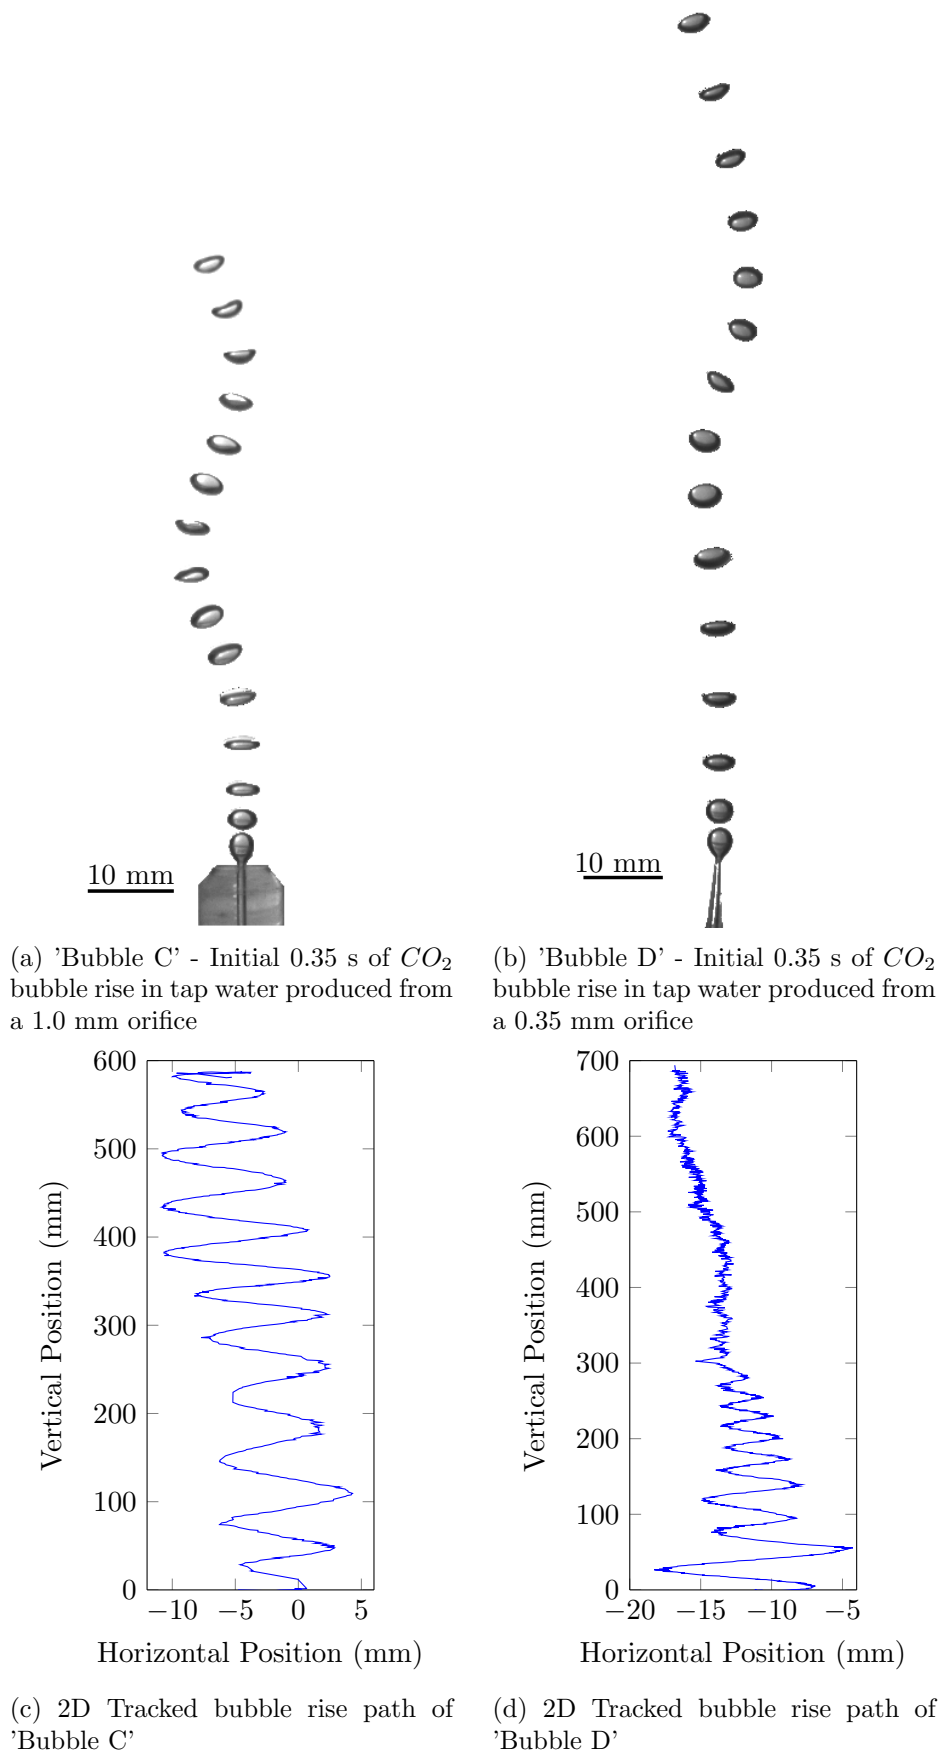 10 mm
10 mm
(a) 'Bubble C' - Initial 0.35 s of CO2
bubble rise in tap water produced from
a 1.0 mm orifice
(b) 'Bubble D' - Initial 0.35 s of CO2
bubble rise in tap water produced from
a 0.35 mm orifice
600
500
400
300
200
100
0
−10 −5 0 5
Vertical Position (mm)
Horizontal Position (mm)
700
600
500
400
300
200
100
0
−20 −15 −10 −5
Vertical Position (mm)
Horizontal Position (mm)
(c) 2D Tracked bubble rise path of
'Bubble C'
(d) 2D Tracked bubble rise path of
'Bubble D'